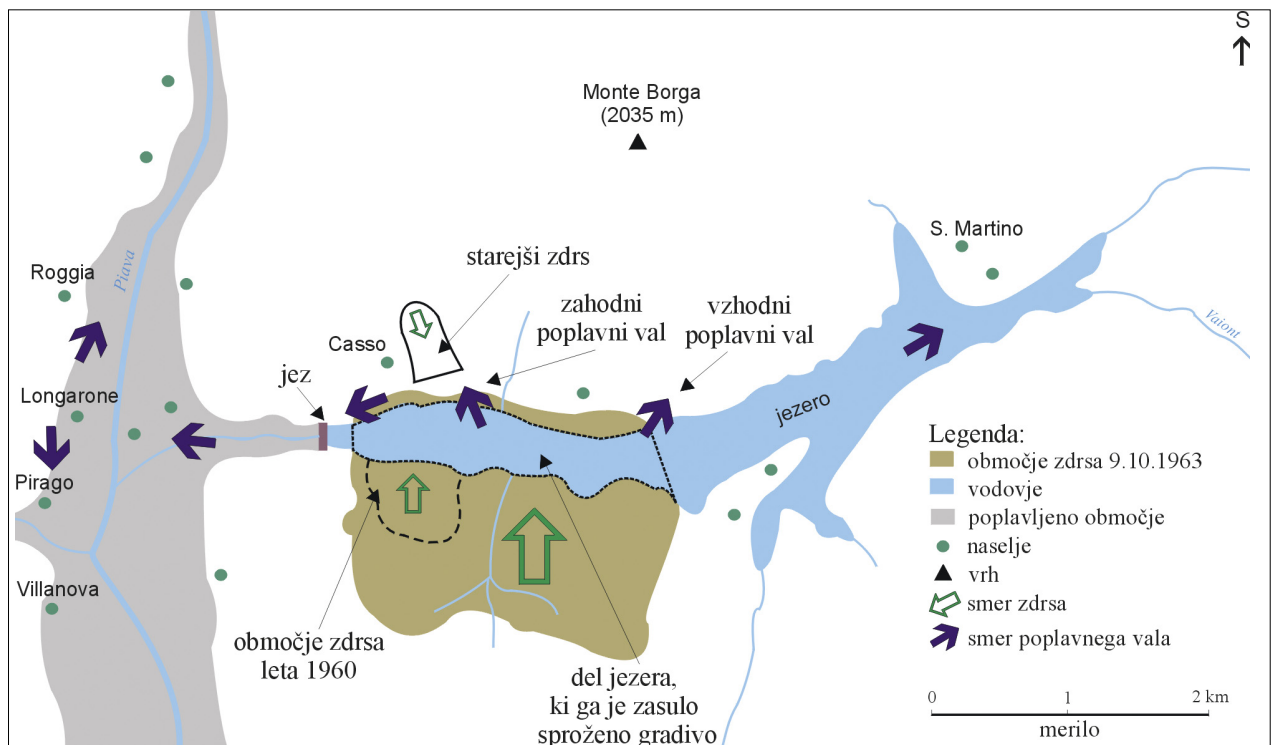 S
Monte Borga
(2035 m)
S. Martino
Piava
Roggia
starejši zdrs
zahodni
poplavni val
vzhodni
poplavni val
Vaiont
Casso
jez
Longarone
jezero
Pirago
Villanova
območje zdrsa
leta 1960
del jezera,
ki ga je zasulo
sproženo gradivo
Legenda:
območje zdrsa 9.10.1963
vodovje
poplavljeno območje
naselje
vrh
smer zdrsa
smer poplavnega vala
0 1 2 km
merilo